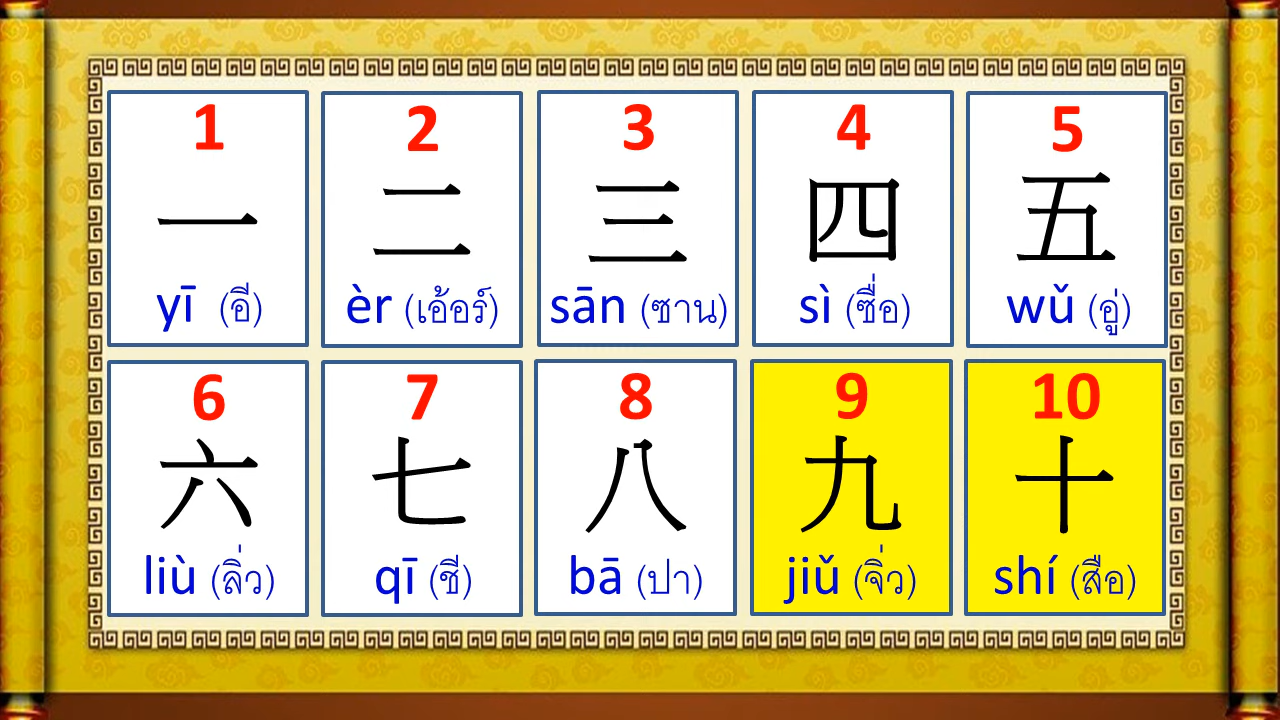 1
一
yī (อี)
2
二
èr (เอ้อร์)
3
三
sān (ซาน)
4
四
sì (ซื่อ)
5
五
wǔ (อู่)
6
六
liù (ลิ่ว)
7
七
qī (ชี)
8
八
bā (ปา)
9
九
jiǔ (จิ่ว)
10
十
shí (สือ)